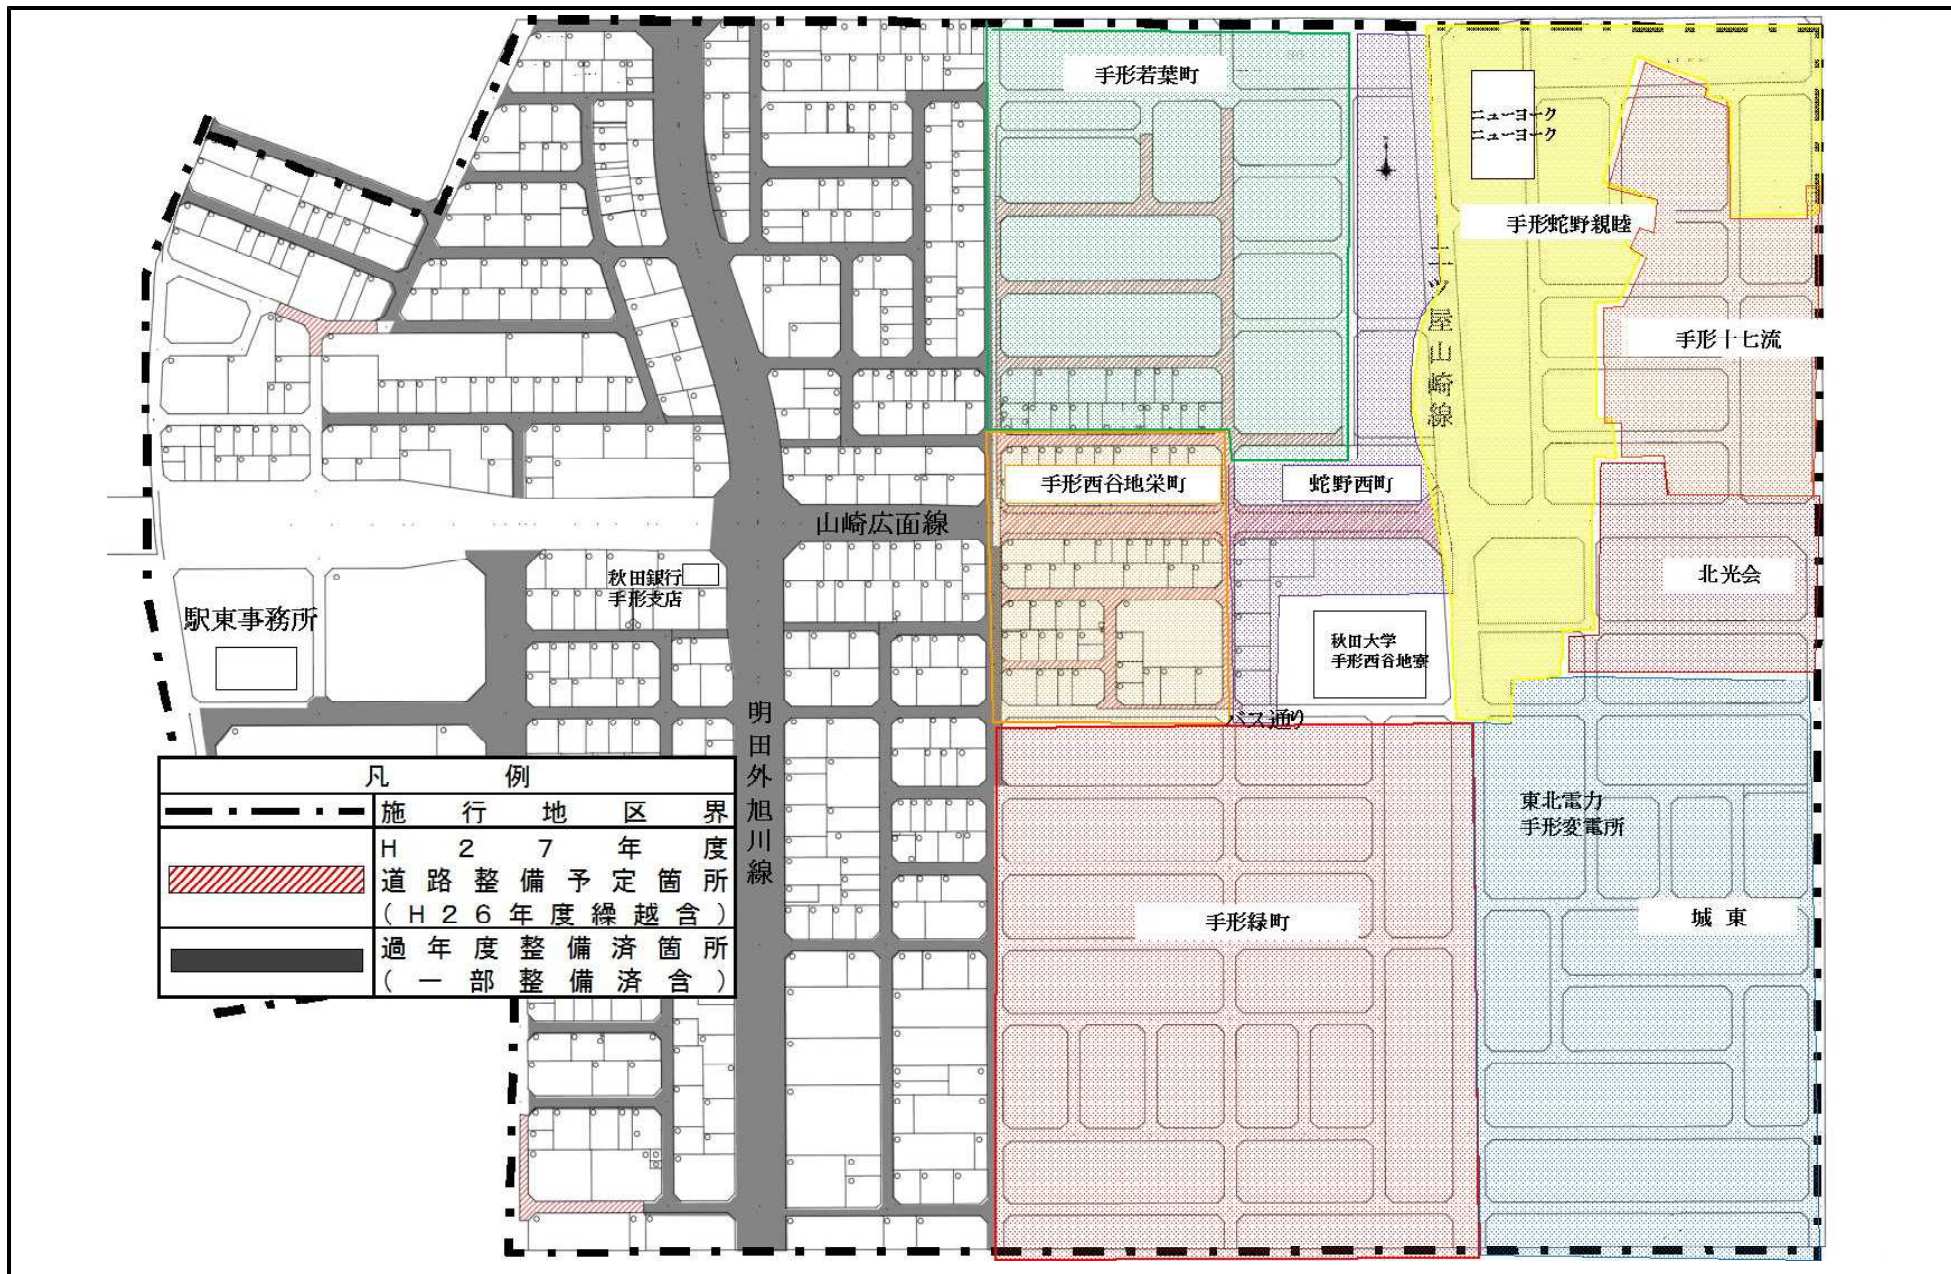 手形若葉町
ニューヨーク
ニューヨーク
手形蛇野親睦
三ツ屋山崎線
手形十七流
手形西谷地栄町
蛇野西町
山崎広面線
北光会
秋田銀行
手形支店
駅東事務所
秋田大学
手形西谷地寮
バス通り
明田外旭川線
東北電力
手形変電所
手形緑町
城東
凡例
施行地区界
H27年度
道路整備予定箇所
(H26年度繰越含)
過年度整備済箇所
(一部整備済含)